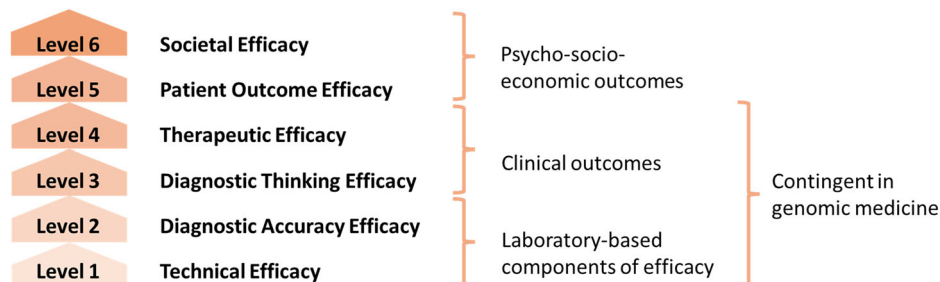 Level 6 Societal Efficacy
Level 5 Patient Outcome Efficacy
Psycho-socio-
economic outcomes
Level 4 Therapeutic Efficacy
Level 3 Diagnostic Thinking Efficacy
Clinical outcomes
Level 2 Diagnostic Accuracy Efficacy
Level 1 Technical Efficacy
Laboratory-based
components of efficacy
Contingent in
genomic medicine